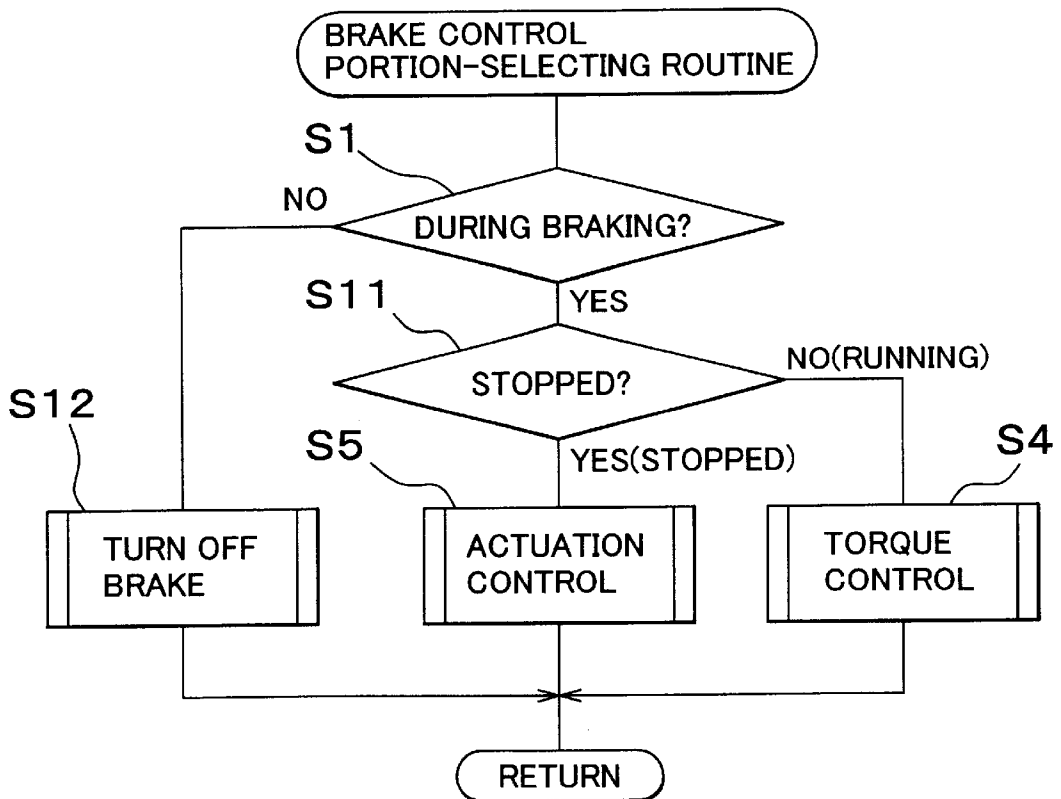 BRAKE CONTROL
PORTION-SELECTING ROUTINE
S1
NO
DURING BRAKING?
S11
YES
NO(RUNNING)
STOPPED?
S12
S5
YES(STOPPED)
S4
TURN OFF
BRAKE
ACTUATION
CONTROL
TORQUE
CONTROL
RETURN